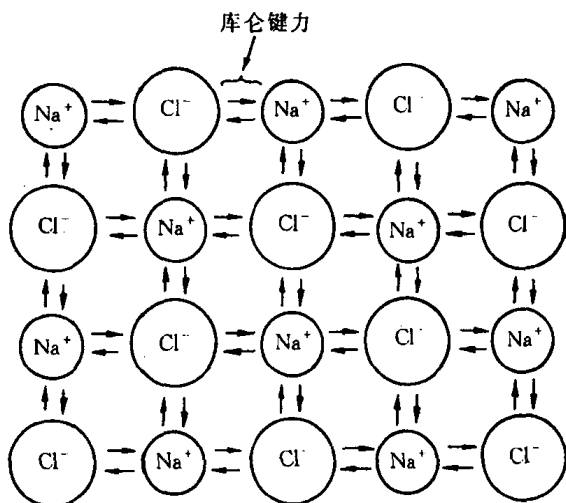 库仑键力
Na⁺ Cl⁻ Na⁺ Cl Na⁺
Cl⁻ Na⁺ Cl⁻ Na⁺ Cl⁻
Na⁺ Cl⁻ Na⁺ Cl⁻ Na⁺
Cl⁻ Na⁺ Cl Na⁺ Cl⁻